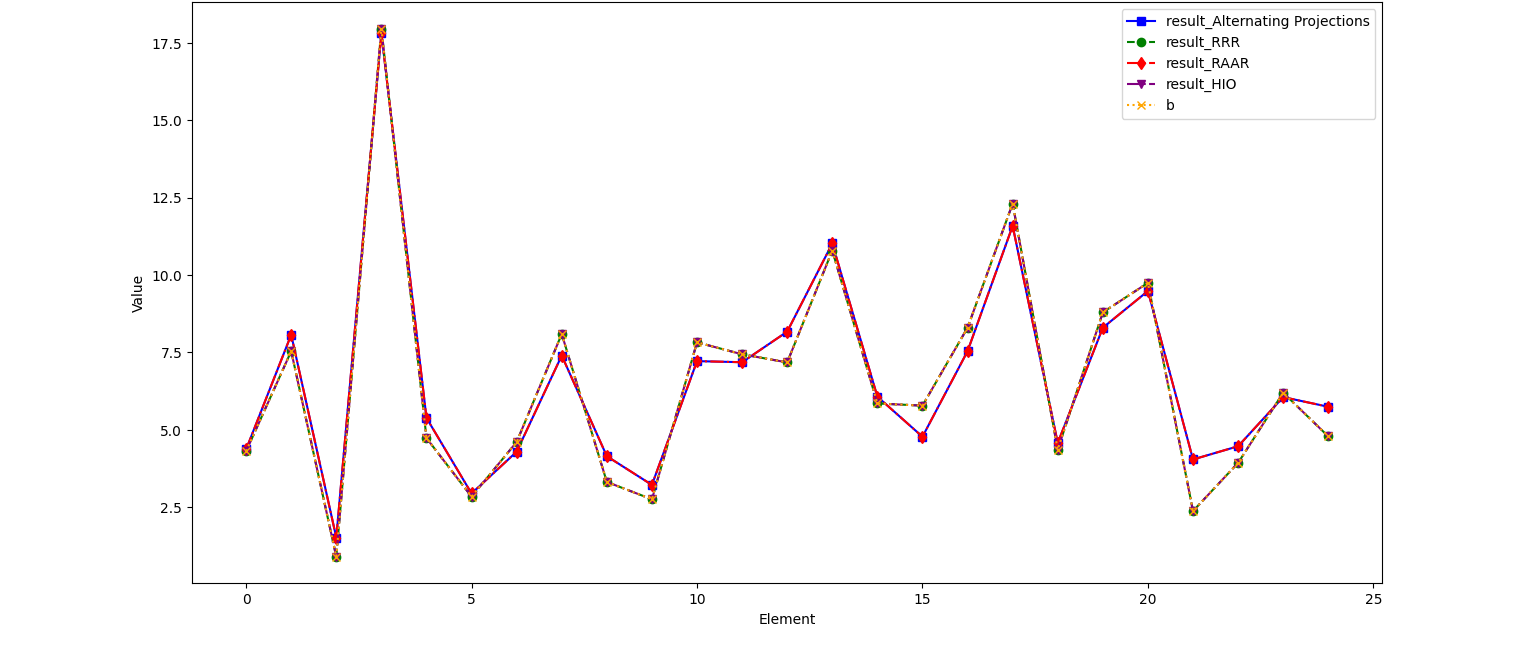 result_Alternating Projections
result_RRR
result_RAAR
result_HIO
b
Value
17.5
15.0
12.5
10.0
7.5
5.0
2.5
0 5 10 15 20 25
Element